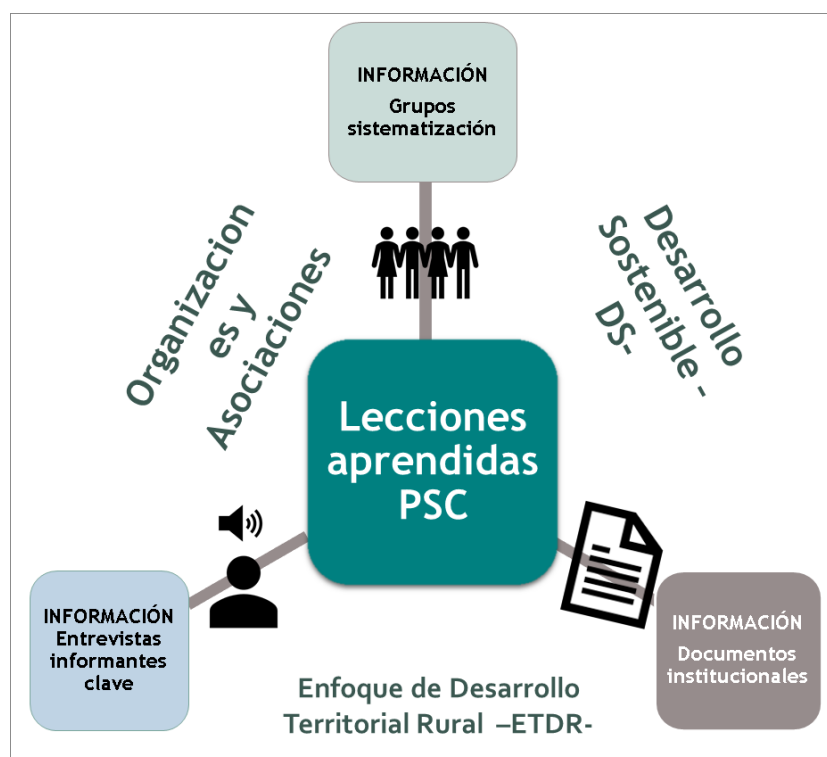 INFORMACIÓN
Grupos
sistematización
Organizacion
es y
Asociaciones
Desarrollo
Sostenible -
DS-
Lecciones
aprendidas
PSC
INFORMACIÓN
Entrevistas
informantes
clave
INFORMACIÓN
Documentos
institucionales
Enfoque de Desarrollo
Territorial Rural –ETDR-